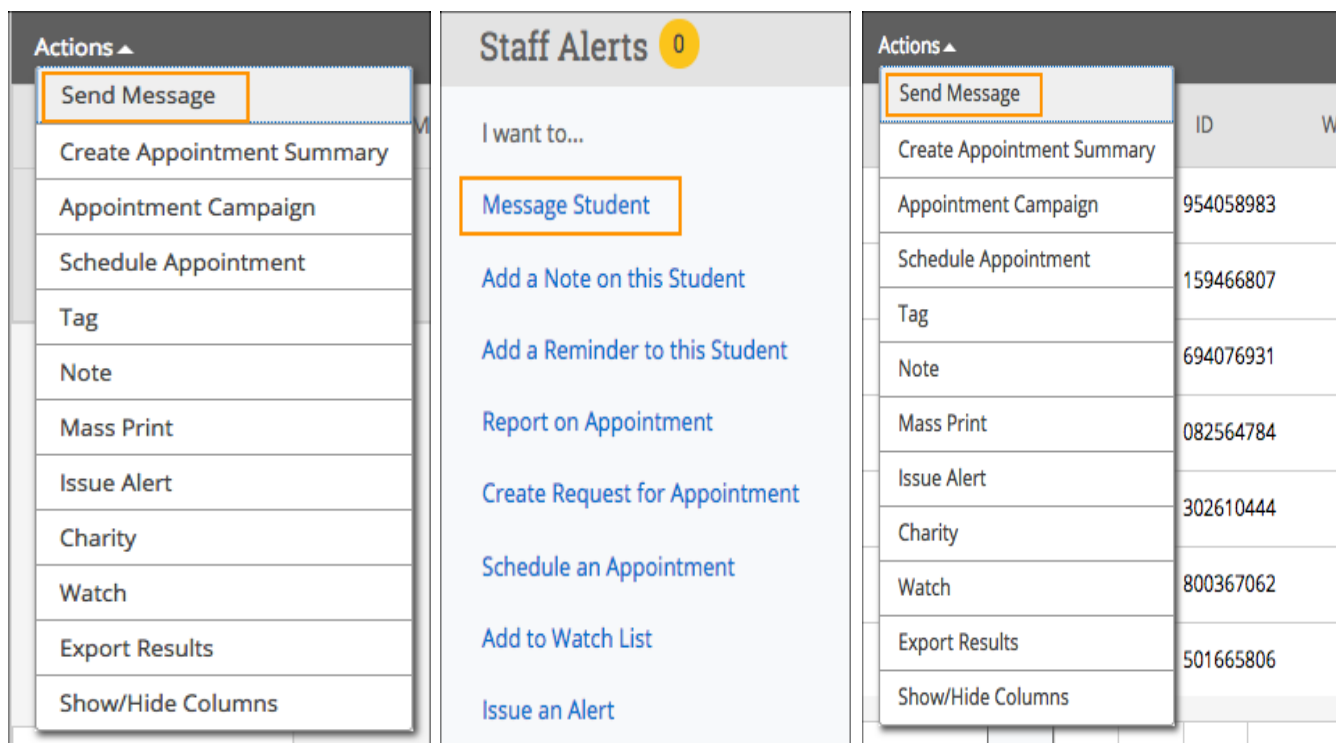 Actions
Send Message
Create Appointment Summary
Appointment Campaign
Schedule Appointment
Tag
Note
Mass Print
Issue Alert
Charity
Watch
Export Results
Show/Hide Columns
Staff Alerts 0
I want to...
Message Student
Add a Note on this Student
Add a Reminder to this Student
Report on Appointment
Create Request for Appointment
Schedule an Appointment
Add to Watch List
Issue an Alert
Actions
Send Message
ID
Create Appointment Summary
Appointment Campaign
954058983
Schedule Appointment
159466807
Tag
Note
694076931
Mass Print
082564784
Issue Alert
302610444
Charity
Watch
800367062
Export Results
501665806
Show/Hide Columns